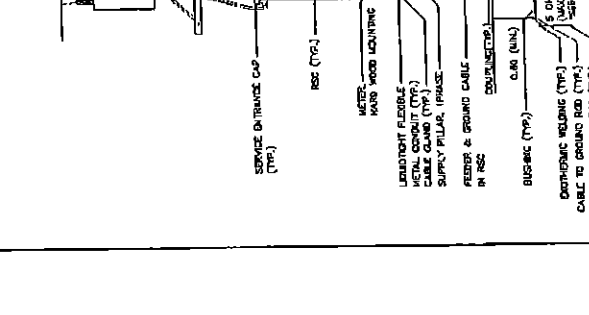 SERVICE ENTRANCE CAP
(TYP.)
RSC (TYP.)
METER
HARD WOOD MOUNTING
LIQUIDTIGHT FLEXIBLE
METAL CONDUIT (TYP.)
CABLE GLAND (TYP.)
SUPPLY PILLAR, 1PHASE
FEEDER & GROUND CABLE
IN RSC
COUPLING(TYP.)
0.60 (MIN.)
BUSHING (TYP.)
EXOTHERMIC WELDING (TYP.)
CABLE TO GROUND ROD (TYP.)